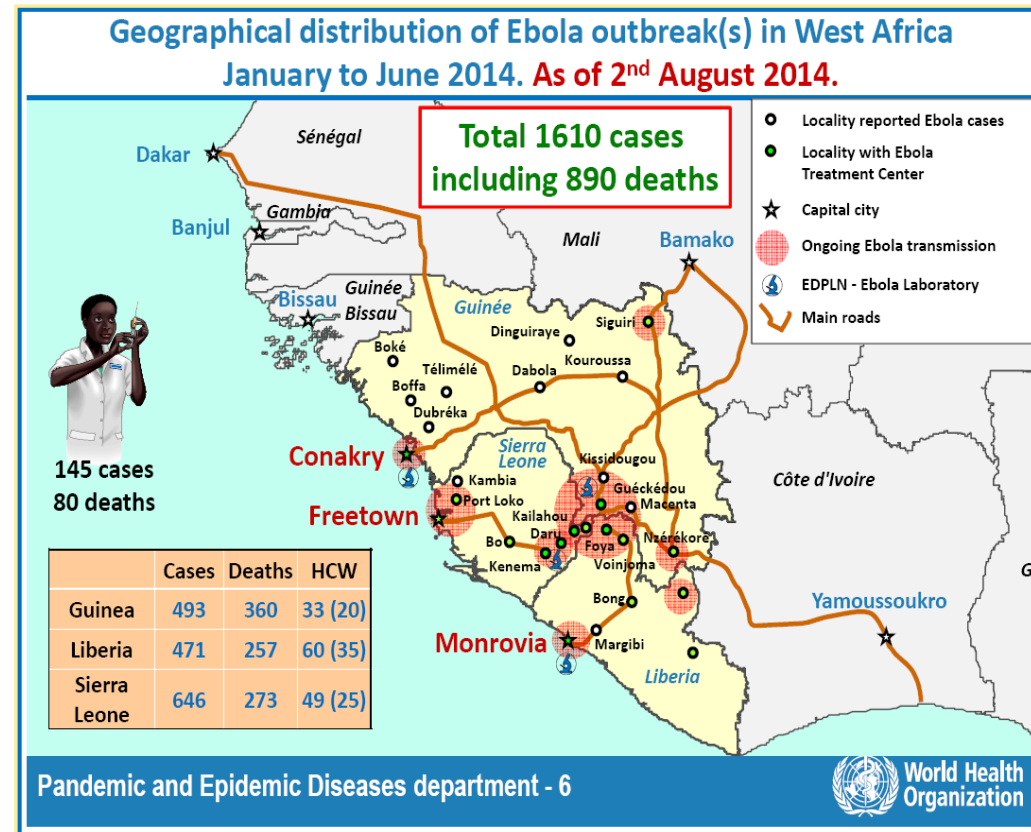 Geographical distribution of Ebola outbreak(s) in West Africa
January to June 2014. As of 2nd August 2014.
Total 1610 cases
including 890 deaths
Locality reported Ebola cases
Locality with Ebola
Treatment Center
Capital city
Ongoing Ebola transmission
EDPLN - Ebola Laboratory
Main roads
Sénégal
Dakar
Gambia
Banjul
Mali
Bamako
Guinée
Bissau
Bissau
Guinée
Siguiri
Dinguiraye
Boké
Kouroussa
Télimélé
Dabola
Boffa
Dubréka
Conakry
Sierra
Leone
Kissidougou
Kambia
Guéckédou
Macenta
Port Loko
Côte d'Ivoire
Freetown
Kailahou
Daru
Bo
Foya
Nzérékoré
Kenema
Voinjoma
Bong
Yamoussoukro
Monrovia
Margibi
Liberia
G
145 cases
80 deaths
Cases Deaths HCW
Guinea 493 360 33 (20)
Liberia 471 257 60 (35)
Sierra
Leone 646 273 49 (25)
Pandemic and Epidemic Diseases department - 6
World Health
Organization